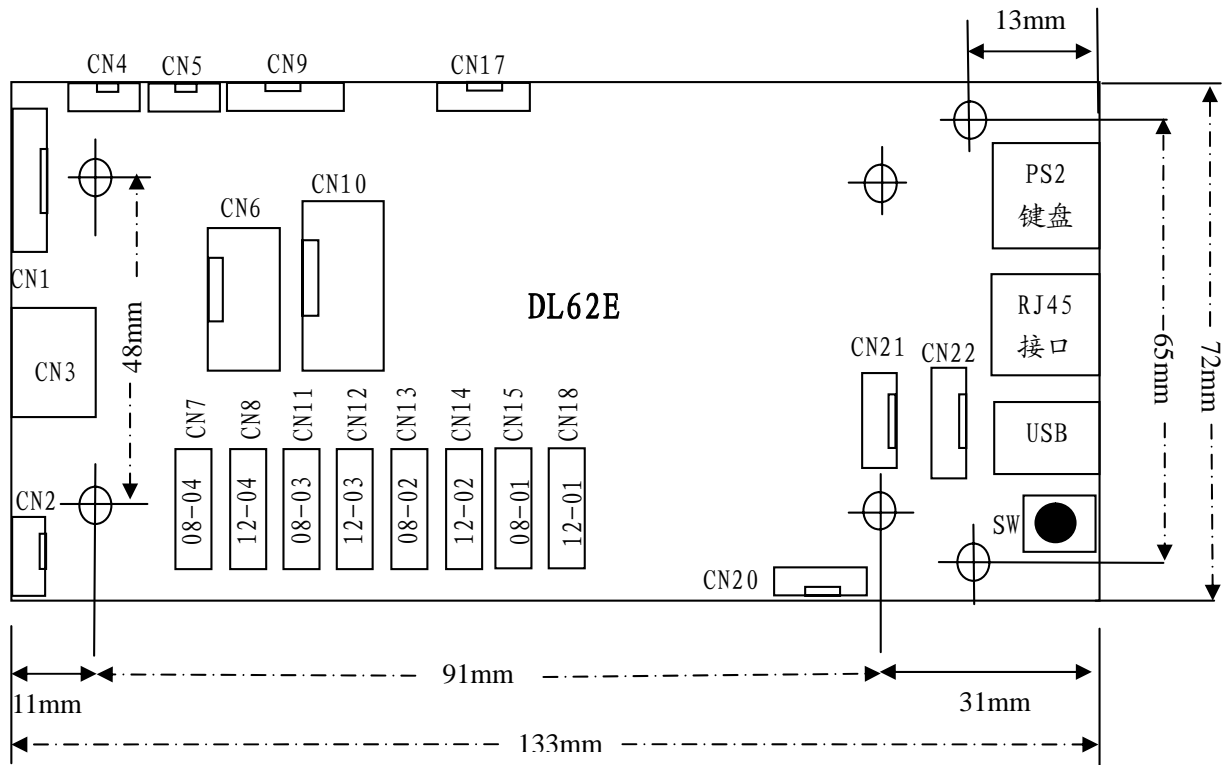 13mm
CN4
CN5
CN9
CN17
PS2
键盘
CN10
CN6
CN1
DL62E
RJ45
接口
48mm
65mm
72mm
CN3
CN21
CN22
CN7
CN8
CN11
CN12
CN13
CN14
CN15
CN18
USB
08-04
12-04
08-03
12-03
08-02
12-02
08-01
12-01
CN2
SW
CN20
91mm
11mm
31mm
133mm